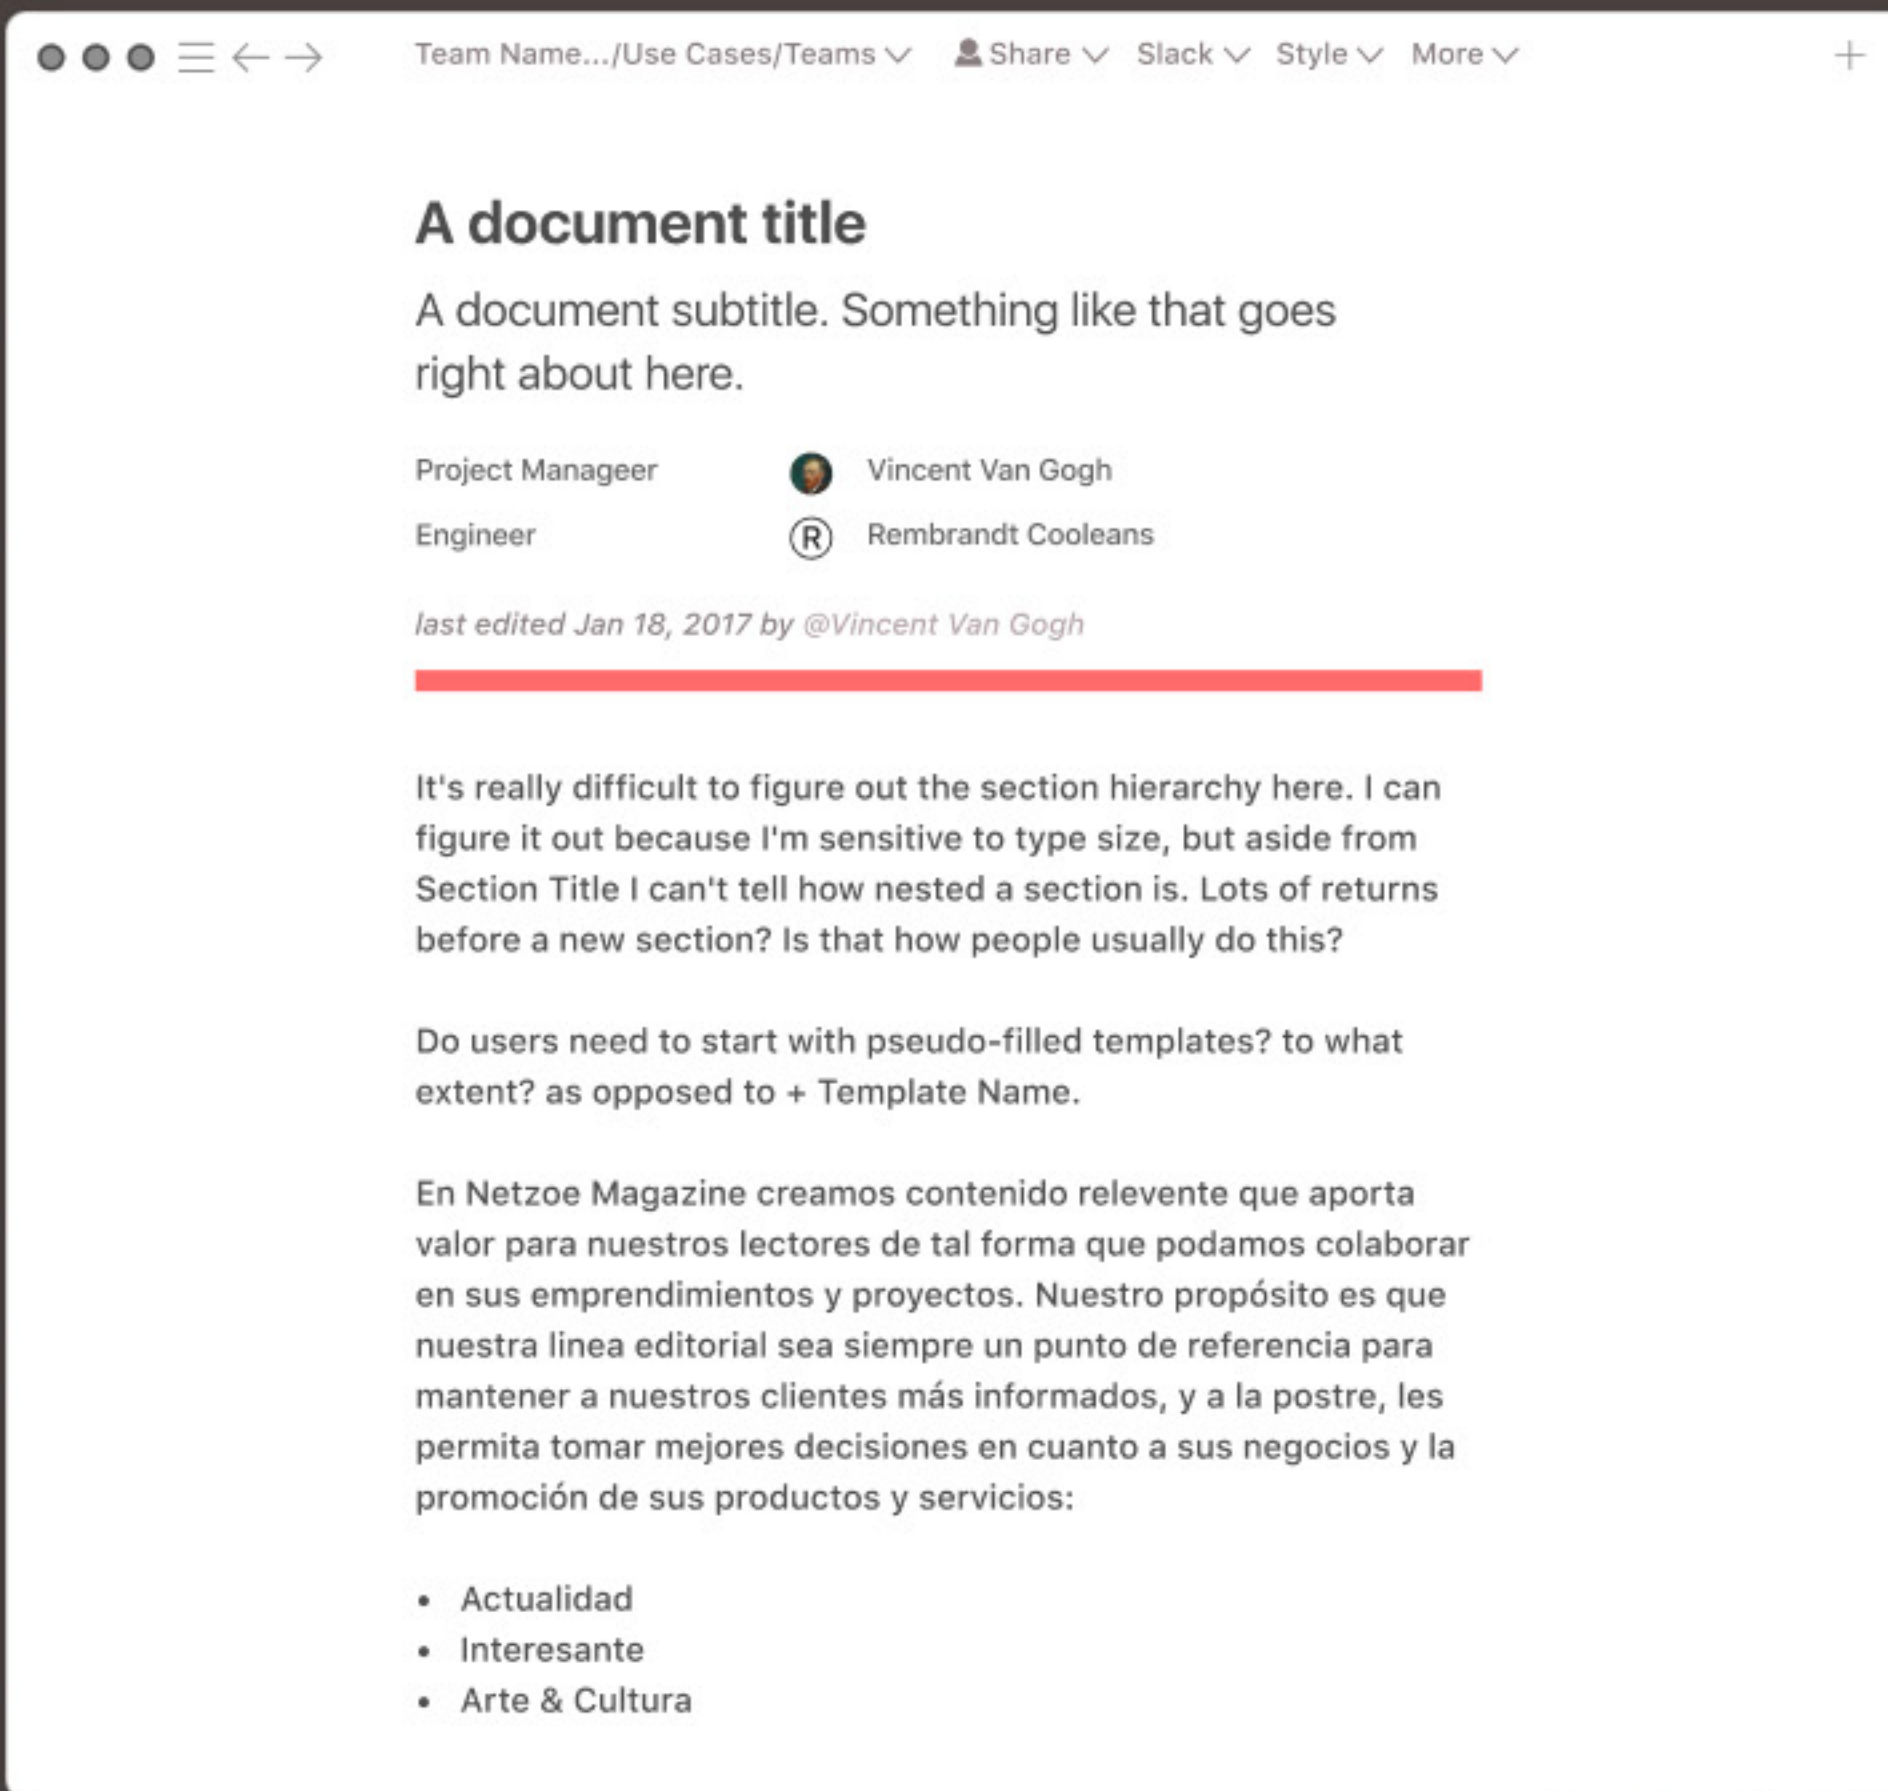 Team Name.../Use Cases/Teams Share Slack Style More
A document title
A document subtitle. Something like that goes
right about here.
Project Manageer Vincent Van Gogh
Engineer R Rembrandt Cooleans
last edited Jan 18, 2017 by @Vincent Van Gogh
It's really difficult to figure out the section hierarchy here. I can
figure it out because I'm sensitive to type size, but aside from
Section Title I can't tell how nested a section is. Lots of returns
before a new section? Is that how people usually do this?
Do users need to start with pseudo-filled templates? to what
extent? as opposed to + Template Name.
En Netzoe Magazine creamos contenido relevente que aporta
valor para nuestros lectores de tal forma que podamos colaborar
en sus emprendimientos y proyectos. Nuestro propósito es que
nuestra linea editorial sea siempre un punto de referencia para
mantener a nuestros clientes más informados, y a la postre, les
permita tomar mejores decisiones en cuanto a sus negocios y la
promoción de sus productos y servicios:
• Actualidad
• Interesante
• Arte & Cultura